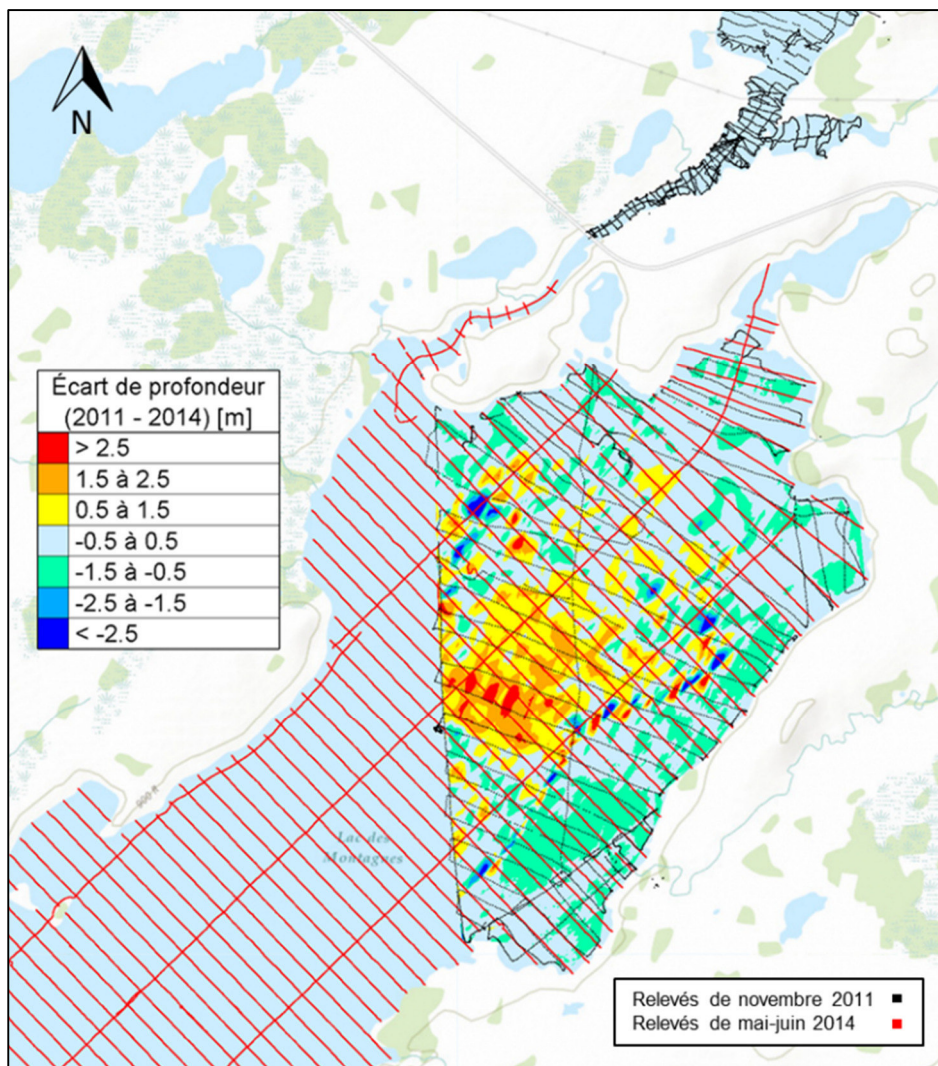 N
Écart de profondeur
(2011 - 2014) [m]
> 2.5
1.5 à 2.5
0.5 à 1.5
-0.5 à 0.5
-1.5 à -0.5
-2.5 à -1.5
< -2.5
900 ft
Lac des
Montagnes
Relevés de novembre 2011
Relevés de mai-juin 2014